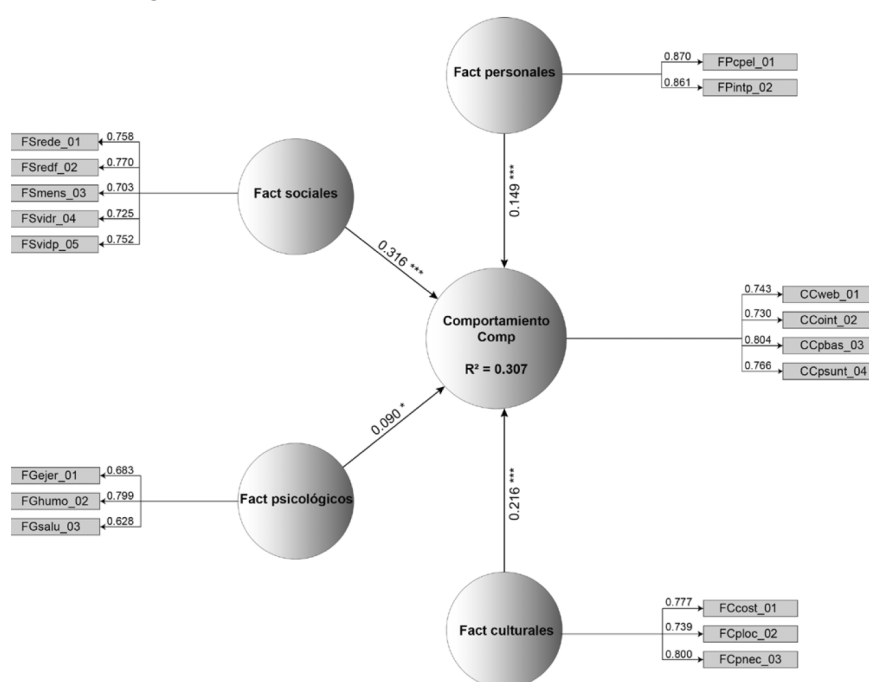 Fact personales
0.870
FPcpel_01
0.861
FPintp_02
FSrede_01
0.758
FSredf_02
0.770
FSmens_03
0.703
FSvidr_04
0.725
FSvidp_05
0.752
Fact sociales
0.149 ***
0.316 ***
Comportamiento
Comp
R² = 0.307
0.743
CCweb_01
0.730
CCoint_02
0.804
CCpbas_03
0.766
CCpsunt_04
0.090 *
0.216 ***
FGejer_01
0.683
FGhumo_02
0.799
FGsalu_03
0.628
Fact psicológicos
Fact culturales
0.777
FCcost_01
0.739
FCploc_02
0.800
FCpnec_03